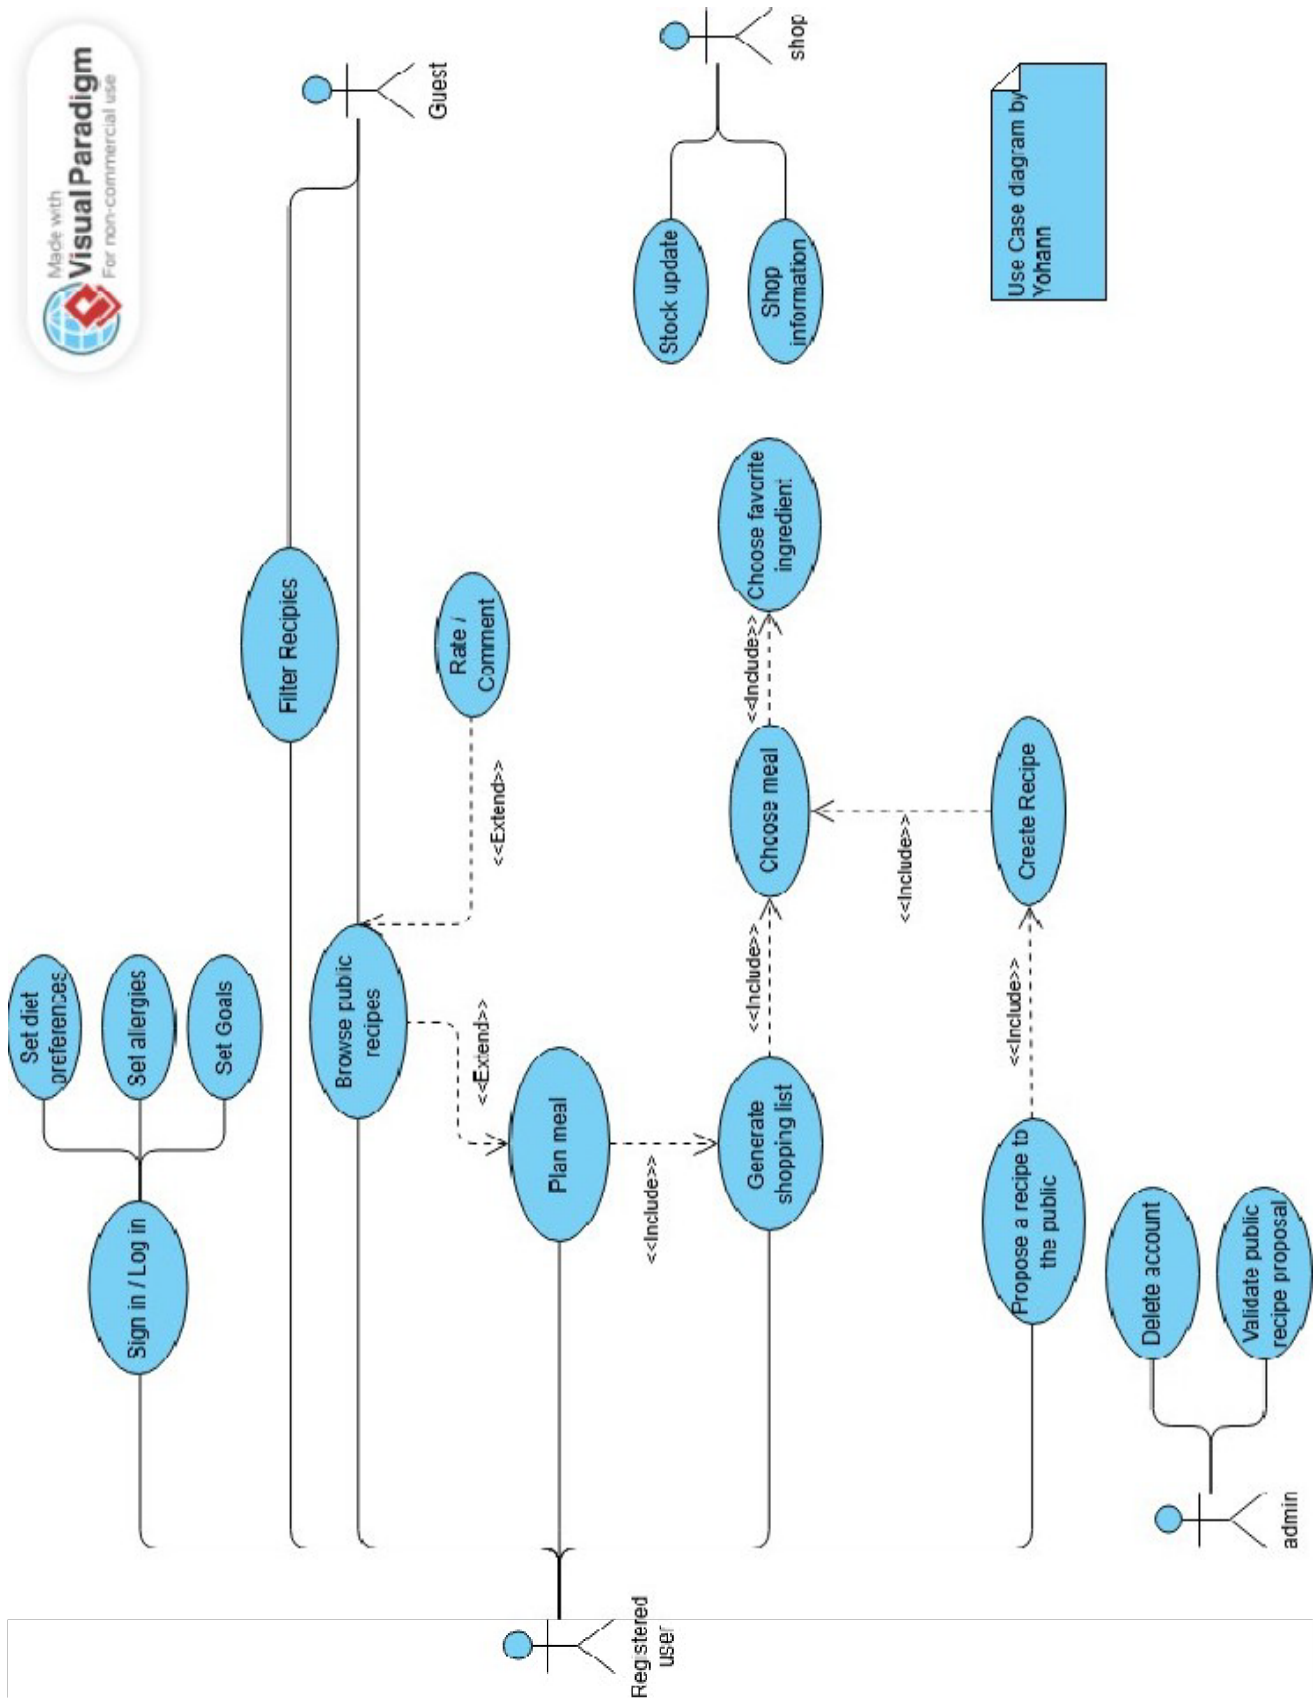 Made with
Visual Paradigm
For non-commercial use
Set diet
preferences
Set allergies
Set Goals
Sign in / Log in
Filter Recipies
Guest
Browse public
recipes
Rate /
Comment
<<Extend>>
<<Extend>>
Registered
user
Plan meal
<<Include>>
Stock update
Shop
information
shop
Generate
shopping list
<<Include>>
Choose meal
<<Include>>
Choose favorite
ingredient
<<Include>>
Propose a recipe to
the public
<<Include>>
Create Recipe
Use Case diagram by
Yohann
admin
Delete account
Validate public
recipe proposal